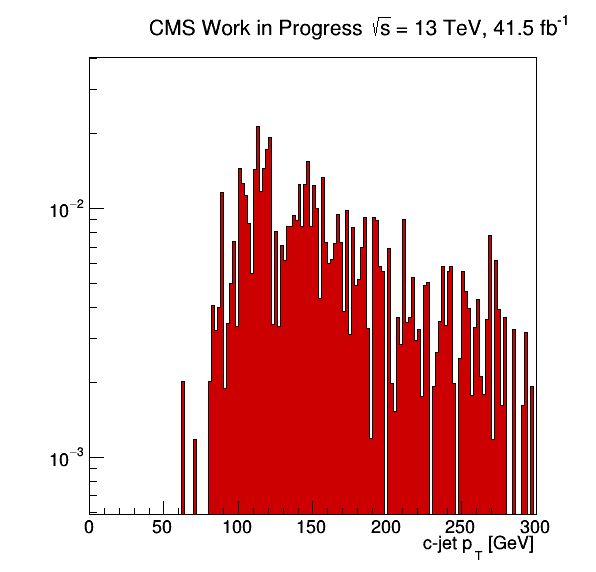 CMS Work in Progress √s = 13 TeV, 41.5 fb⁻¹
10⁻²
10⁻³
0 50 100 150 200 250 300
c-jet p_T [GeV]